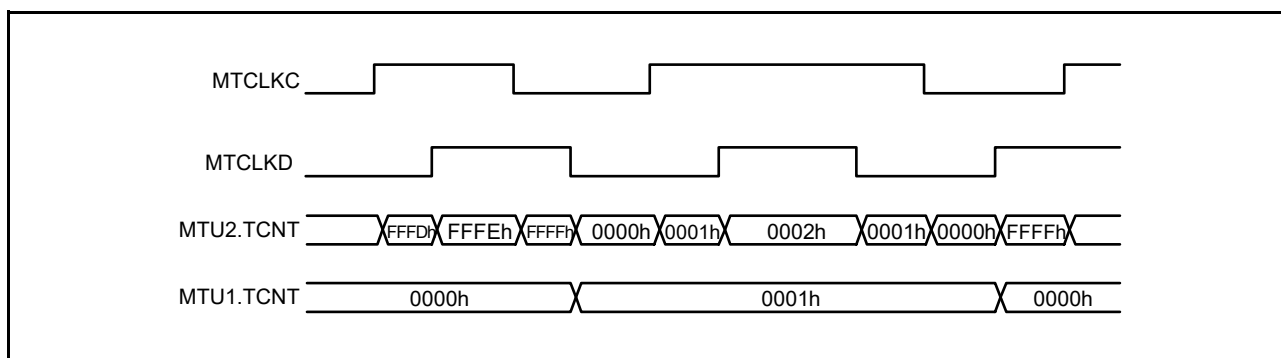 MTCLKC
MTCLKD
MTU2.TCNT FFFDh FFFEh FFFFh 0000h 0001h 0002h 0001h 0000h FFFFh
MTU1.TCNT 0000h 0001h 0000h